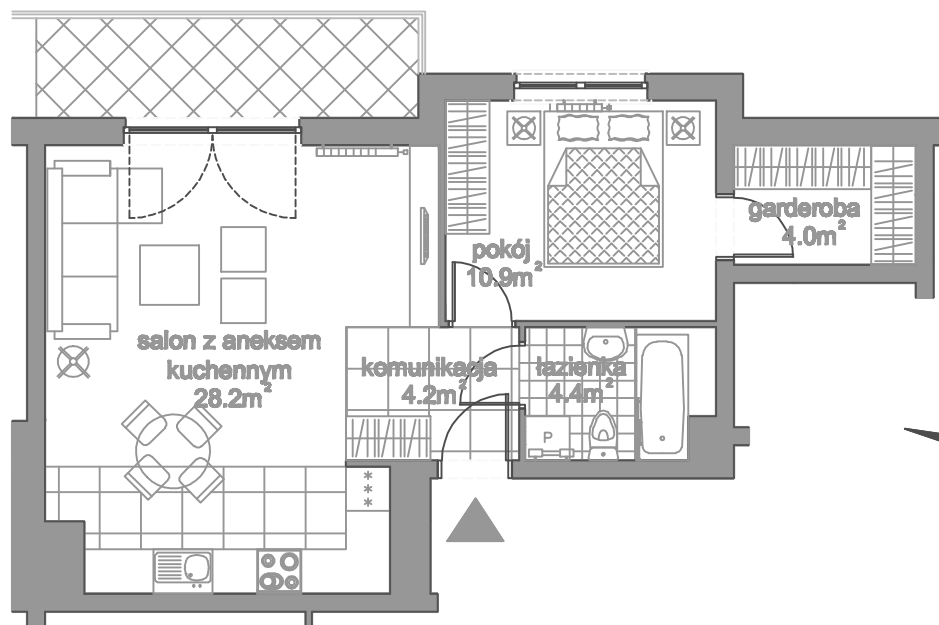 garderoba
4.0m²
pokój
10.9m²
salon z aneksem
kuchennym
28.2m²
komunikacja
4.2m²
łazienka
4.4m²
P